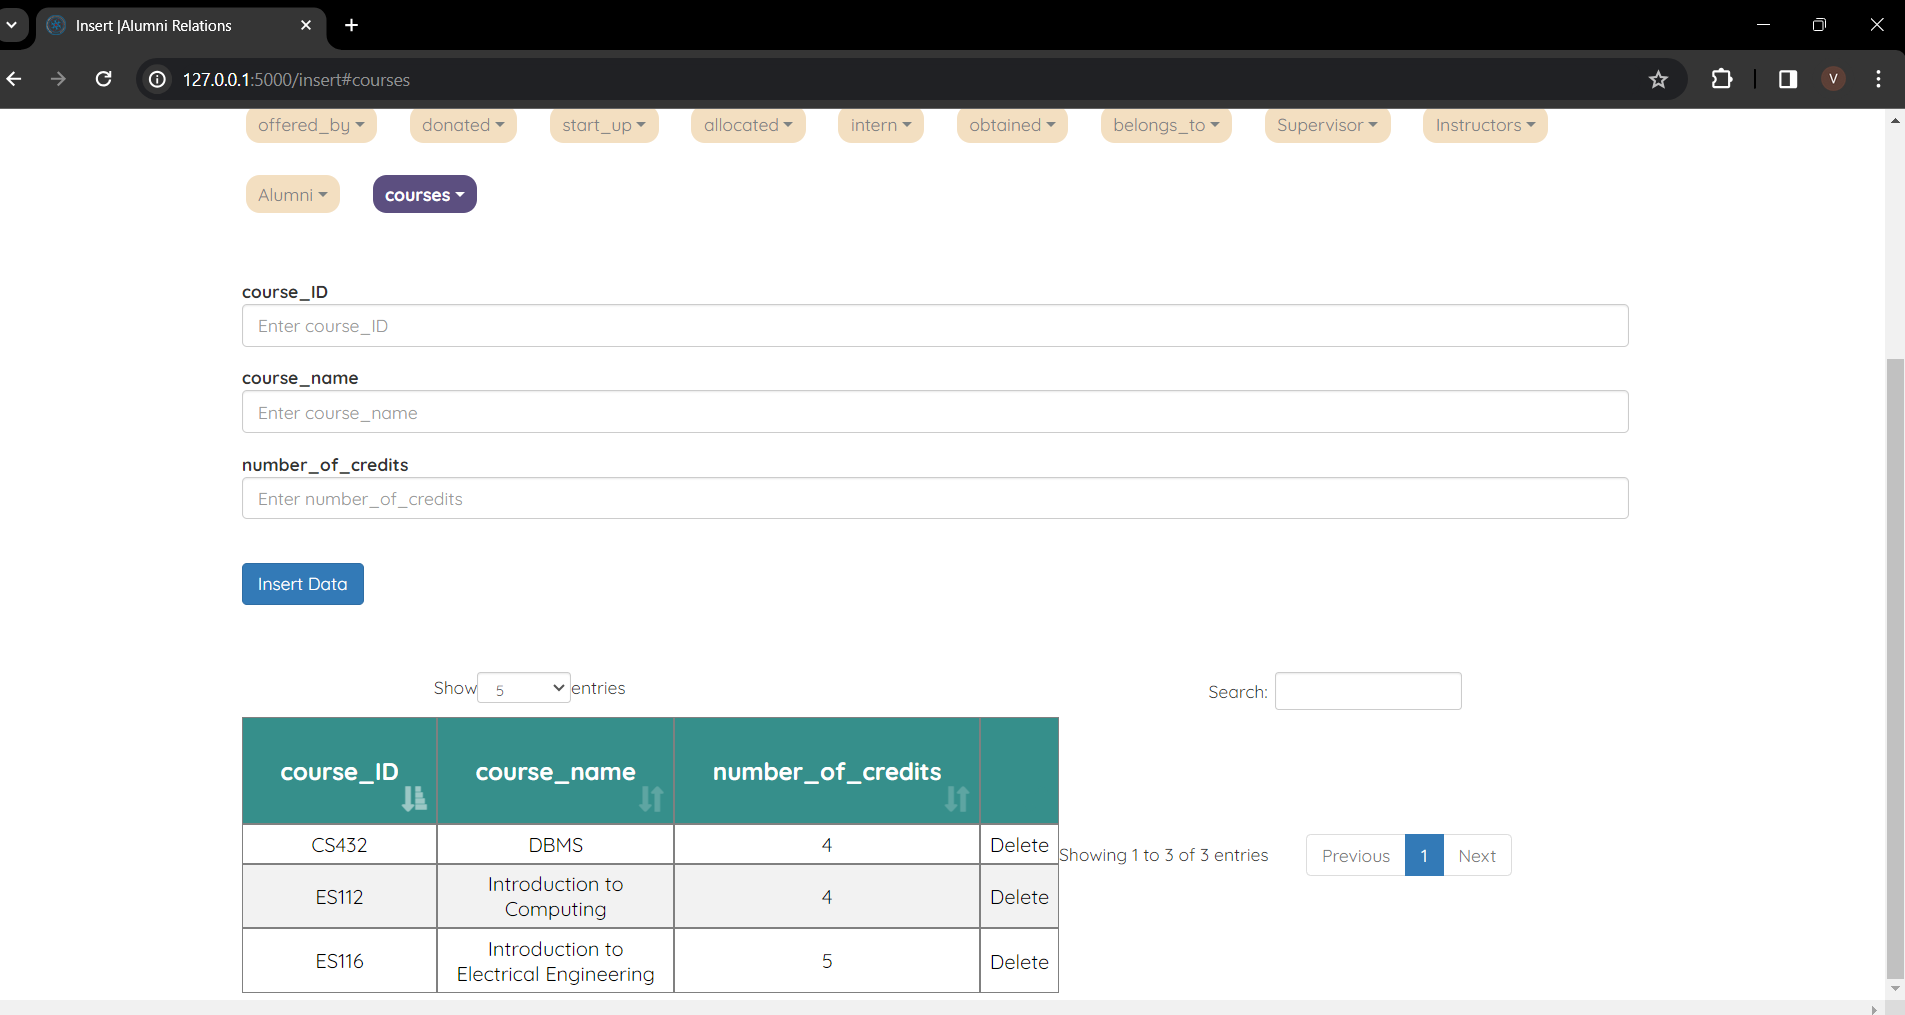 Insert |Alumni Relations
127.0.0.1:5000/insert#courses
V
offered_by donated start_up allocated intern obtained belongs_to Supervisor Instructors
Alumni courses
course_ID
Enter course_ID
course_name
Enter course_name
number_of_credits
Enter number_of_credits
Insert Data
Show 5 entries Search:
course_ID course_name number_of_credits
CS432 DBMS 4 Delete
Showing 1 to 3 of 3 entries Previous 1 Next
ES112 Introduction to Computing 4 Delete
ES116 Introduction to Electrical Engineering 5 Delete